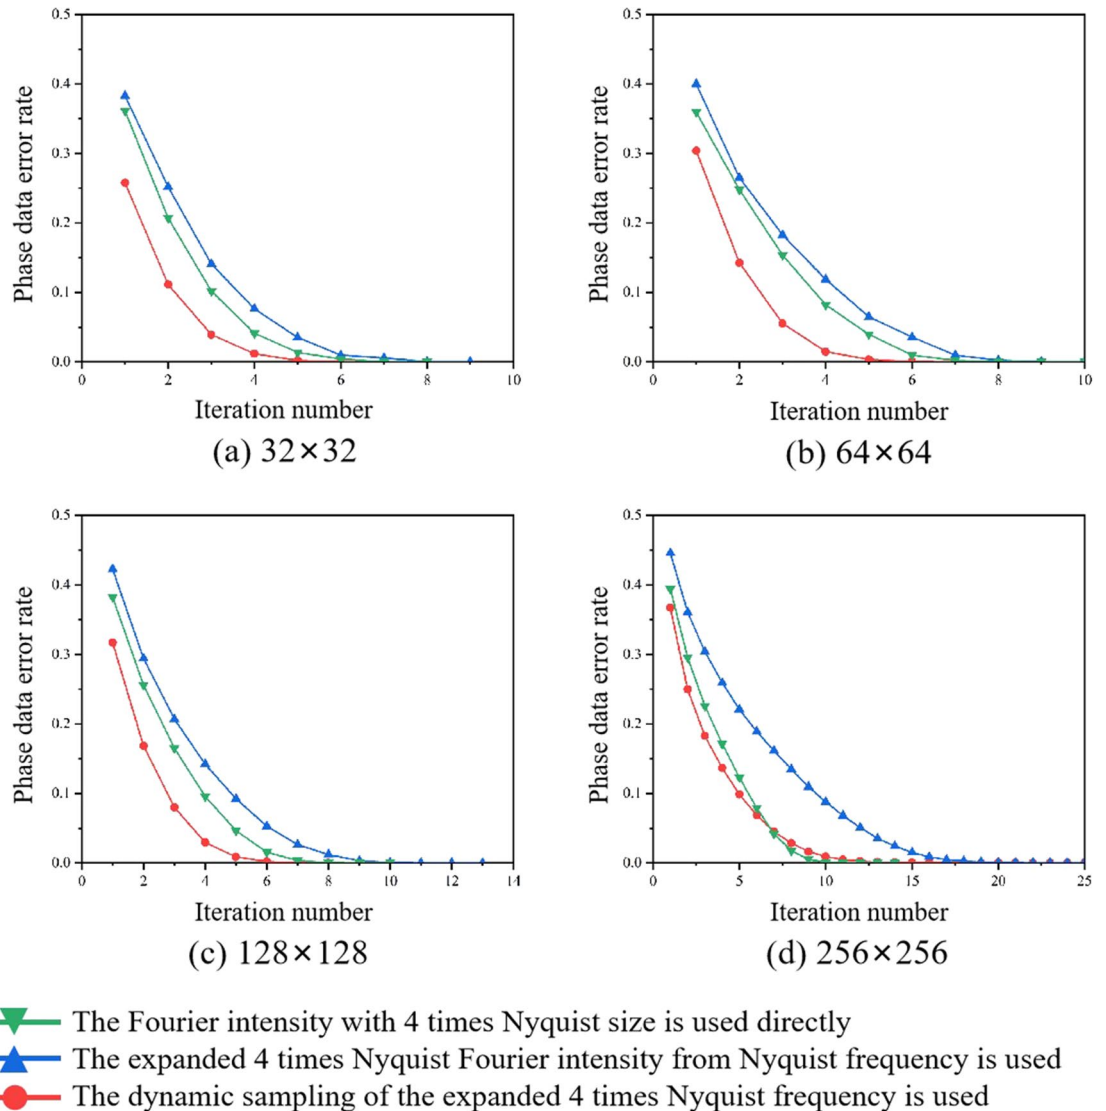 0.5
0.4
0.3
0.2
0.1
0.0
Phase data error rate
0 2 4 6 8 10
Iteration number
(a) 32×32
0.5
0.4
0.3
0.2
0.1
0.0
Phase data error rate
0 2 4 6 8 10
Iteration number
(b) 64×64
0.5
0.4
0.3
0.2
0.1
0.0
Phase data error rate
0 2 4 6 8 10 12 14
Iteration number
(c) 128×128
0.5
0.4
0.3
0.2
0.1
0.0
Phase data error rate
0 5 10 15 20 25
Iteration number
(d) 256×256
The Fourier intensity with 4 times Nyquist size is used directly
The expanded 4 times Nyquist Fourier intensity from Nyquist frequency is used
The dynamic sampling of the expanded 4 times Nyquist frequency is used